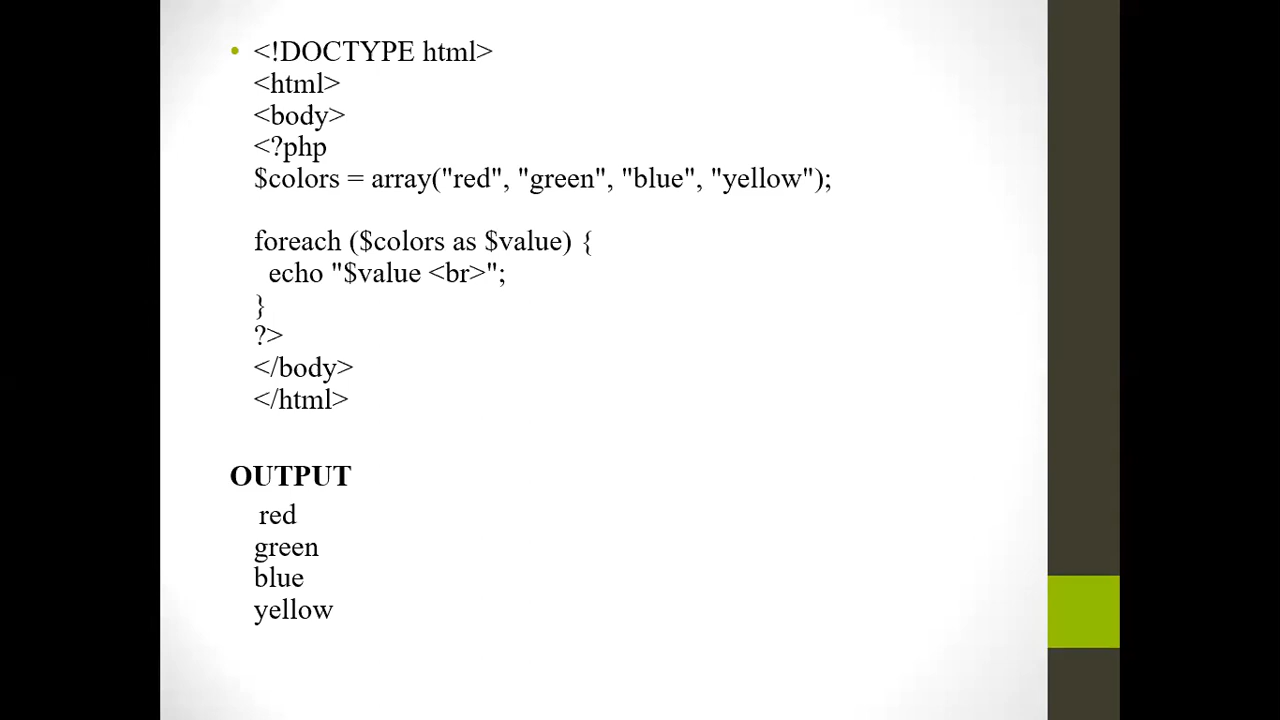 <!DOCTYPE html>
<html>
<body>
<?php
$colors = array("red", "green", "blue", "yellow");
foreach ($colors as $value) {
echo "$value <br>";
}
?>
</body>
</html>
OUTPUT
red
green
blue
yellow